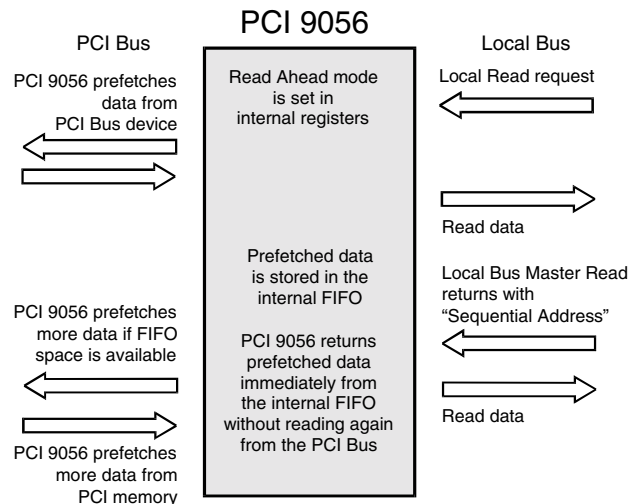 PCI 9056
PCI Bus
Local Bus
PCI 9056 prefetches
data from
PCI Bus device
Read Ahead mode
is set in
internal registers
Local Read request
Read data
Prefetched data
is stored in the
internal FIFO
Local Bus Master Read
returns with
“Sequential Address”
PCI 9056 prefetches
more data if FIFO
space is available
PCI 9056 returns
prefetched data
immediately from
the internal FIFO
without reading again
from the PCI Bus
Read data
PCI 9056 prefetches
more data from
PCI memory